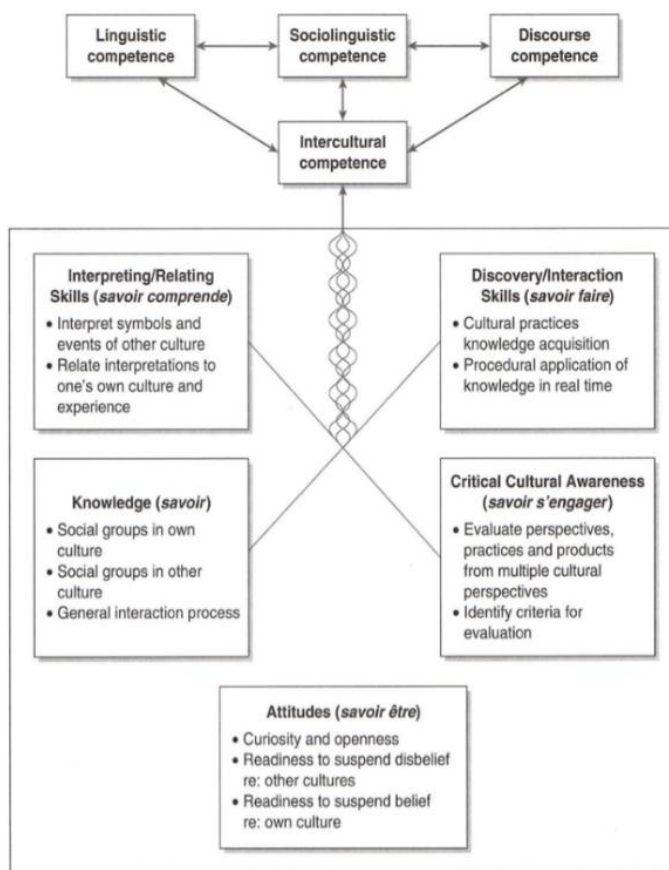 Linguistic
competence
Sociolinguistic
competence
Discourse
competence
Intercultural
competence
Interpreting/Relating
Skills (savoir comprende)
• Interpret symbols and
events of other culture
• Relate interpretations to
one's own culture and
experience
Discovery/Interaction
Skills (savoir faire)
• Cultural practices
knowledge acquisition
• Procedural application of
knowledge in real time
Knowledge (savoir)
• Social groups in own
culture
• Social groups in other
culture
• General interaction process
Critical Cultural Awareness
(savoir s'engager)
• Evaluate perspectives,
practices and products
from multiple cultural
perspectives
• Identify criteria for
evaluation
Attitudes (savoir être)
• Curiosity and openness
• Readiness to suspend disbelief
re: other cultures
• Readiness to suspend belief
re: own culture